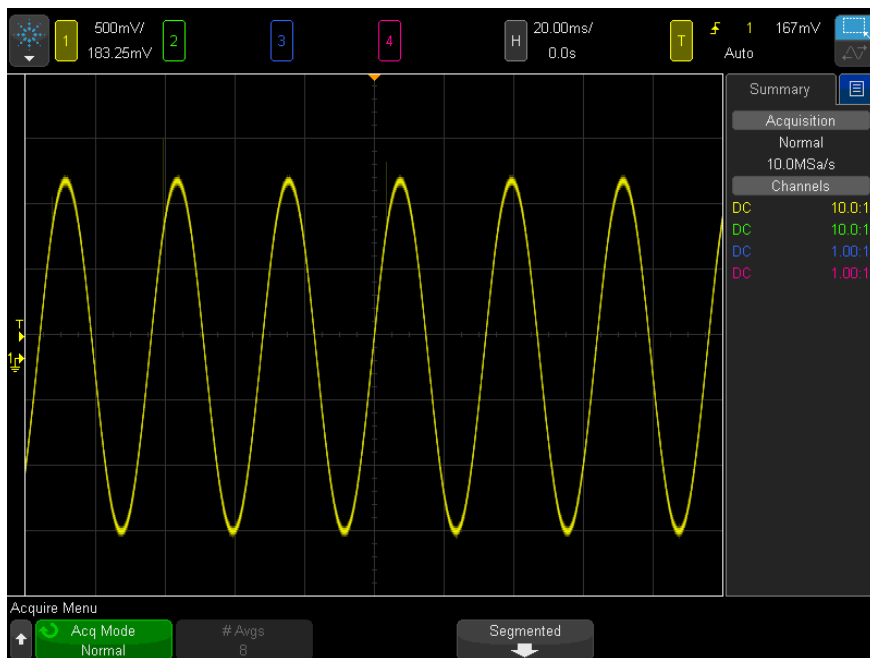 1
500mV/
183.25mV
2
3
4
H
20.00ms/
0.0s
T
1
167mV
Auto
Summary
Acquisition
Normal
10.0MSa/s
Channels
DC 10.0:1
DC 10.0:1
DC 1.00:1
DC 1.00:1
T
1
Acquire Menu
Acq Mode
Normal
# Avgs
8
Segmented